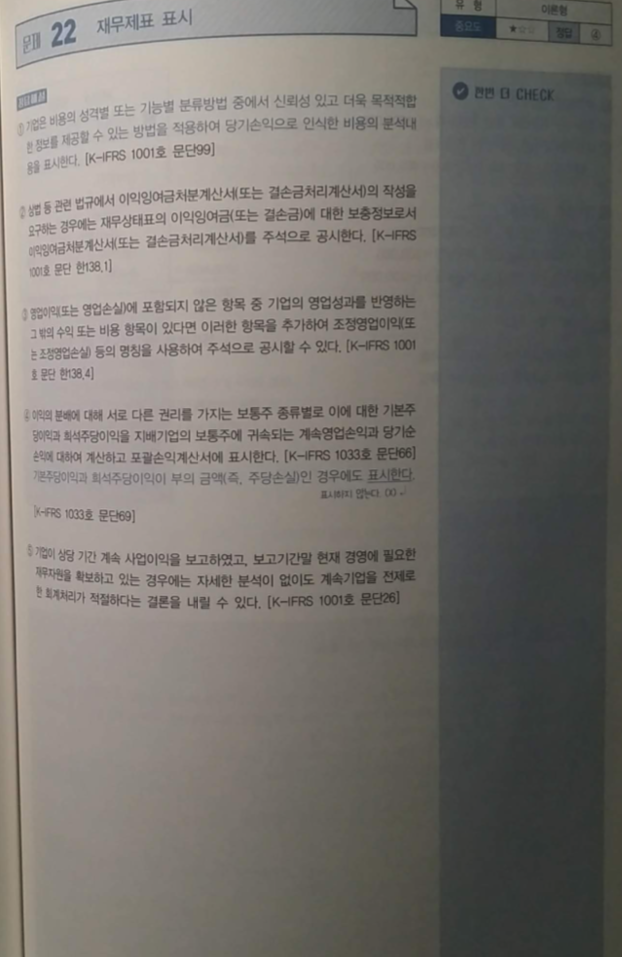 문제 22 재무제표 표시
유 형 이론형
중요도 ★☆☆ 정답 ④
한번 더 CHECK
① 기업은 비용의 성격별 또는 기능별 분류방법 중에서 신뢰성 있고 더욱 목적적합
한 정보를 제공할 수 있는 방법을 적용하여 당기손익으로 인식한 비용의 분석내
용을 표시한다. [K-IFRS 1001호 문단99]
② 상법 등 관련 법규에서 이익잉여금처분계산서(또는 결손금처리계산서)의 작성을
요구하는 경우에는 재무상태표의 이익잉여금(또는 결손금)에 대한 보충정보로서
이익잉여금처분계산서(또는 결손금처리계산서)를 주석으로 공시한다. [K-IFRS
1001호 문단 한138.1]
③ 영업이익(또는 영업손실)에 포함되지 않은 항목 중 기업의 영업성과를 반영하는
그 밖의 수익 또는 비용 항목이 있다면 이러한 항목을 추가하여 조정영업이익(또
는 조정영업손실) 등의 명칭을 사용하여 주석으로 공시할 수 있다. [K-IFRS 1001
호 문단 한138.4]
④ 이익의 분배에 대해 서로 다른 권리를 가지는 보통주 종류별로 이에 대한 기본주
당이익과 희석주당이익을 지배기업의 보통주에 귀속되는 계속영업손익과 당기순
손익에 대하여 계산하고 포괄손익계산서에 표시한다. [K-IFRS 1033호 문단66]
기본주당이익과 희석주당이익이 부의 금액(즉, 주당손실)인 경우에도 표시한다.
표시하지 않는다. (X)
[K-IFRS 1033호 문단69]
⑤ 기업이 상당 기간 계속 사업이익을 보고하였고, 보고기간말 현재 경영에 필요한
재무자원을 확보하고 있는 경우에는 자세한 분석이 없이도 계속기업을 전제로
한 회계처리가 적절하다는 결론을 내릴 수 있다. [K-IFRS 1001호 문단26]